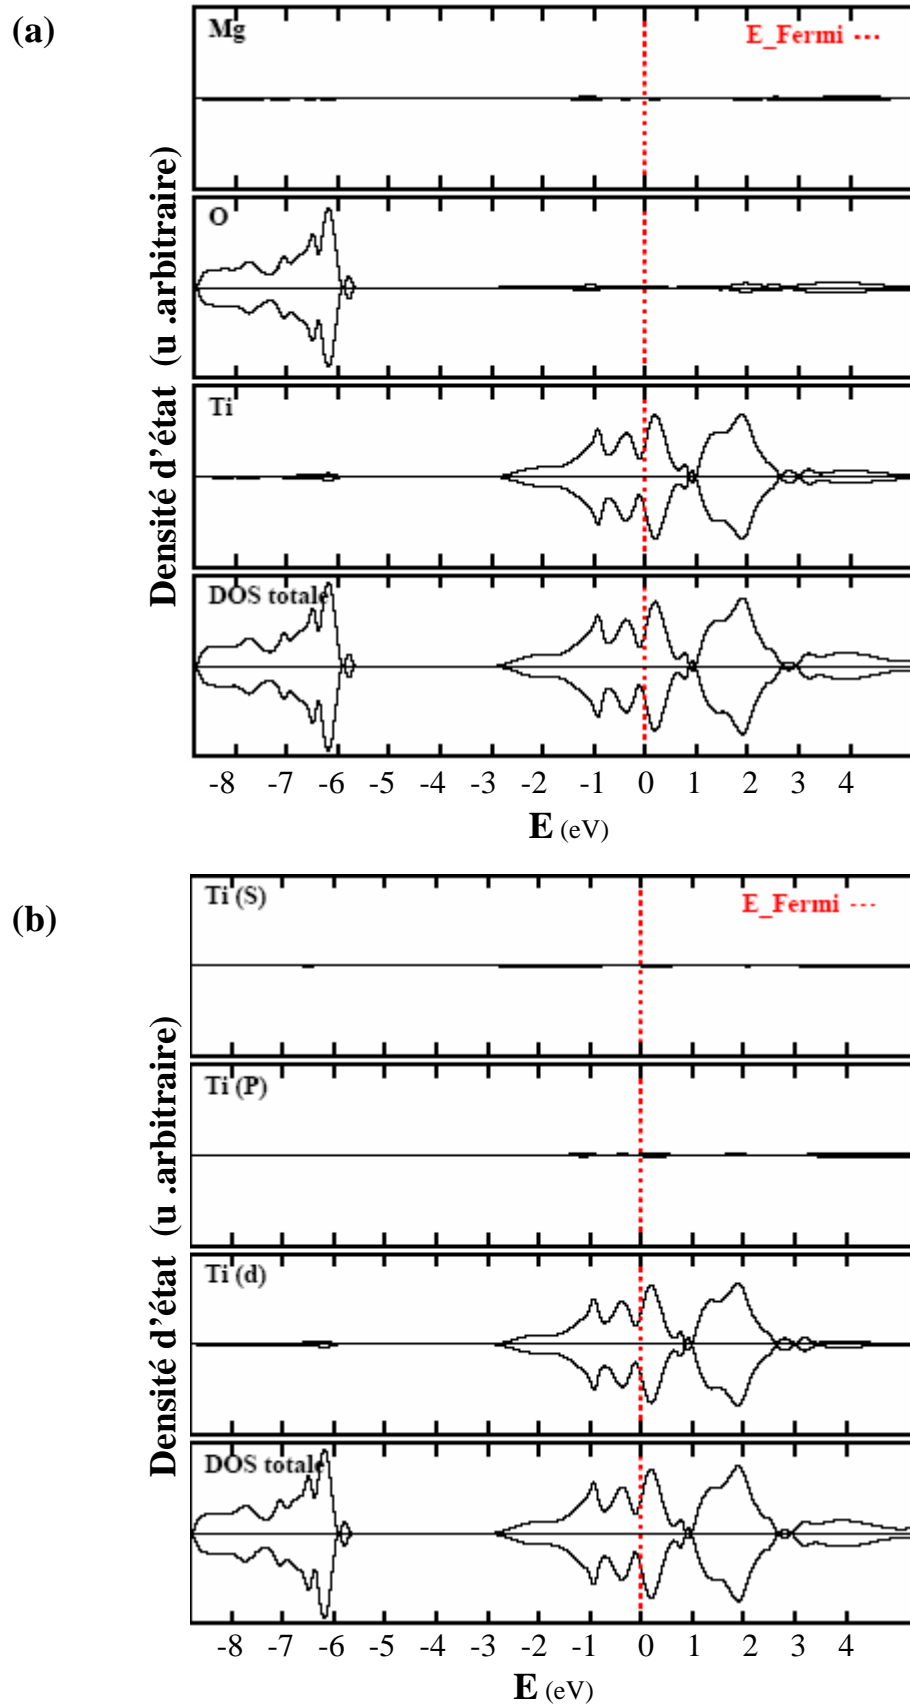 (a)
Mg
E_Fermi
O
Ti
DOS totale
Densité d'état (u .arbitraire)
-8 -7 -6 -5 -4 -3 -2 -1 0 1 2 3 4
E (eV)
(b)
Ti (S)
E_Fermi
Ti (P)
Ti (d)
DOS totale
Densité d'état (u .arbitraire)
-8 -7 -6 -5 -4 -3 -2 -1 0 1 2 3 4
E (eV)